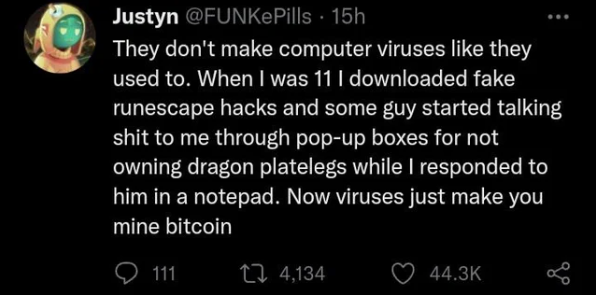 Justyn @FUNKePills · 15h
They don't make computer viruses like they
used to. When I was 11 I downloaded fake
runescape hacks and some guy started talking
shit to me through pop-up boxes for not
owning dragon platelegs while I responded to
him in a notepad. Now viruses just make you
mine bitcoin
111 4,134 44.3K